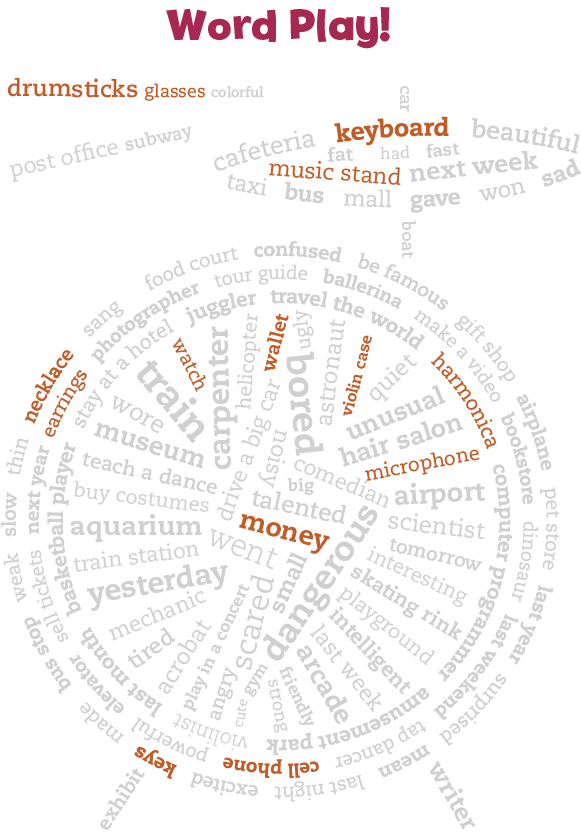 Word Play!
drumsticks glasses colorful
car
keyboard
beautiful
post office subway
cafeteria
fat
had
fast
music stand
next week
sad
taxi
bus
mall
gave
won
boat
food court
confused
be famous
sang
photographer
tour guide
ballerina
gift shop
juggler
travel the world
make a video
stay at a hotel
watch
carpenter
helicopter
wallet
ugly
astronaut
violin case
quiet
harmonica
necklace
earrings
train
bored
unusual
airplane
wore
museum
drive a big car
noisy
hair salon
bookstore
thin
next year
basketball player
teach a dance
comedian
microphone
computer programmer
slow
buy costumes
big
talented
airport
pet store
aquarium
money
scientist
dinosaur
weak
sell tickets
train station
went
dangerous
tomorrow
interesting
last year
yesterday
small
skating rink
last weekend
bus stop
mechanic
scared
playground
elevator
last month
tired
acrobat
play in a concert
intelligent
surprised
angry
cute
gym
friendly
arcade
last week
made
violinist
strong
amusement park
tap dancer
powerful
keys
cell phone
mean
exhibit
excited
last night
writer